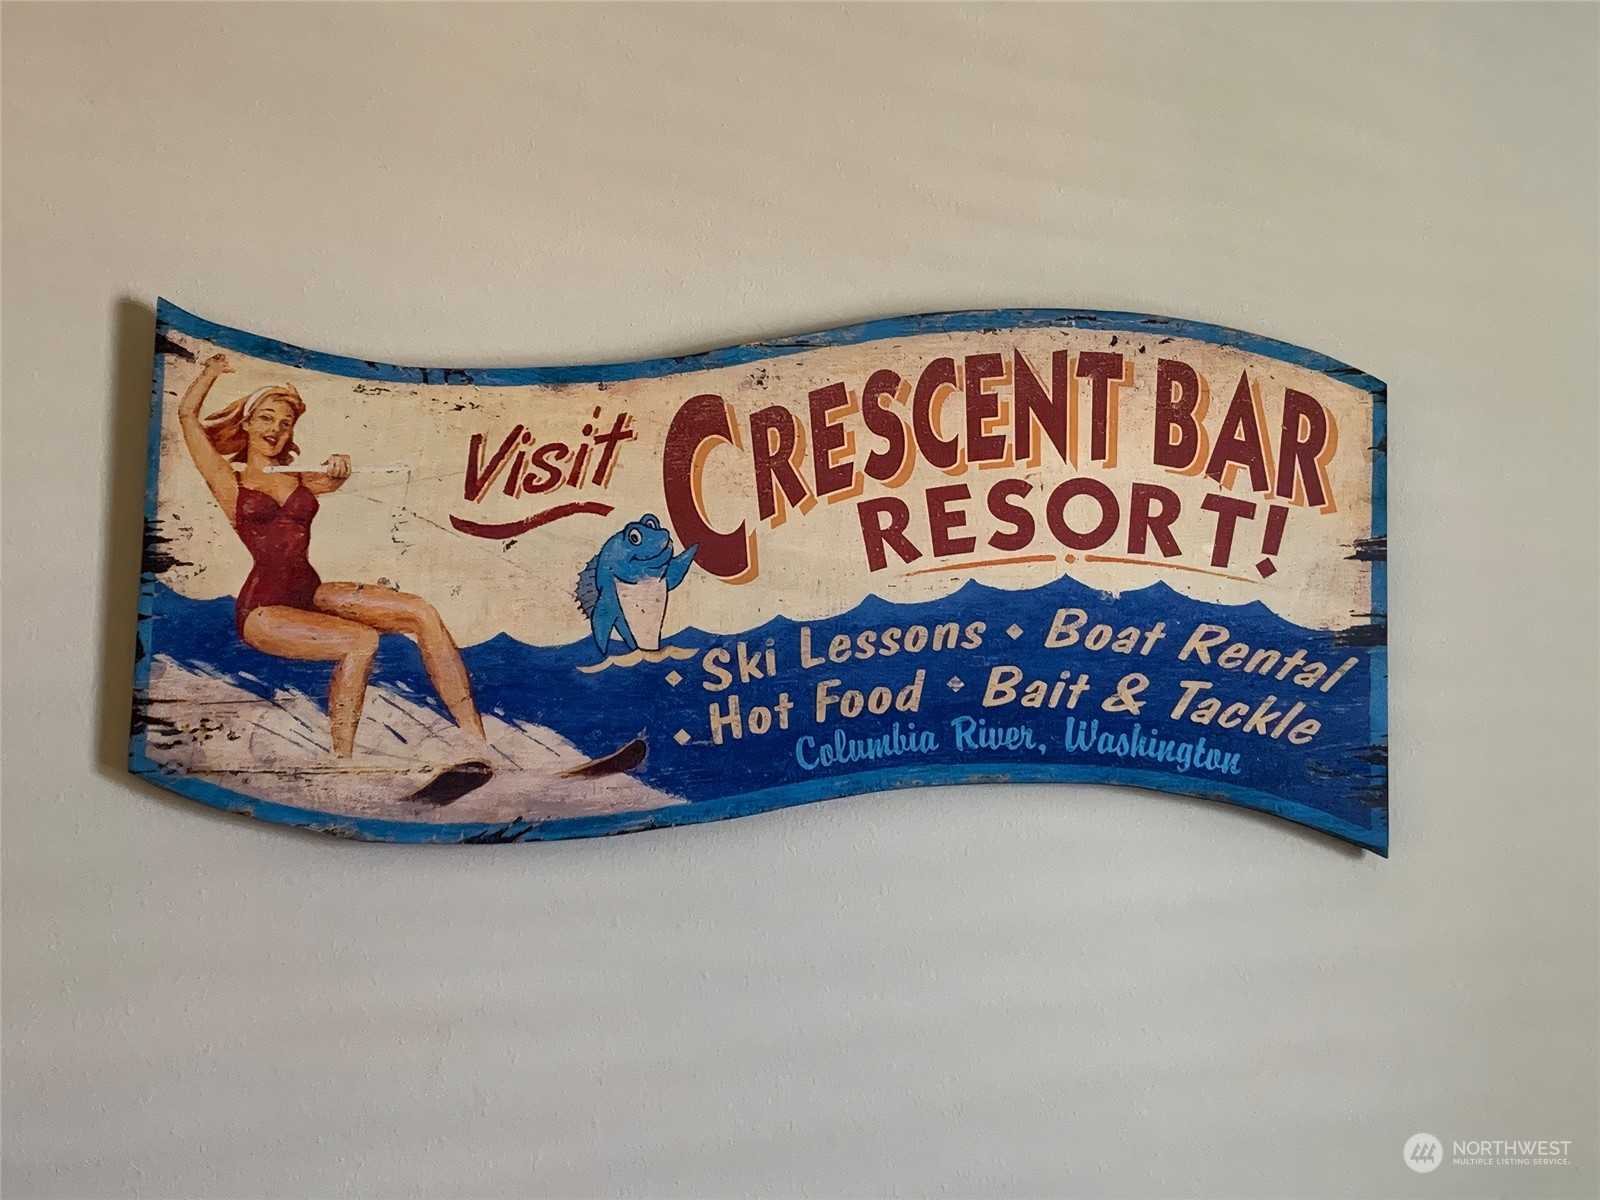 Visit CRESCENT BAR
RESORT!
• Ski Lessons • Boat Rental
• Hot Food • Bait & Tackle
Columbia River, Washington
NORTHWEST
MULTIPLE LISTING SERVICE.